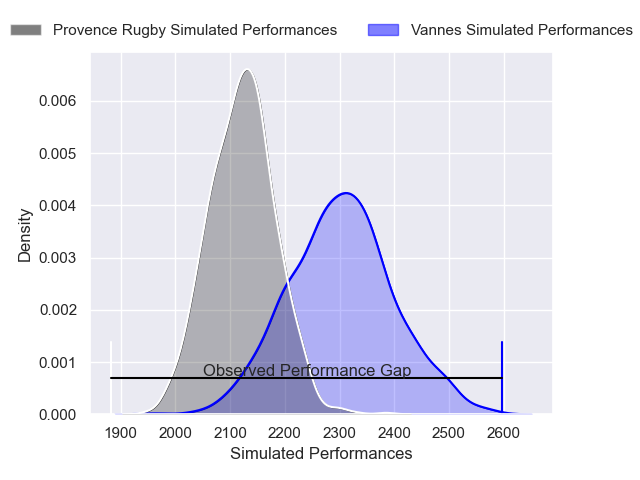 Provence Rugby Simulated Performances Vannes Simulated Performances
0.006
0.005
0.004
0.003
0.002
0.001
0.000
Density
Observed Performance Gap
1900 2000 2100 2200 2300 2400 2500 2600
Simulated Performances